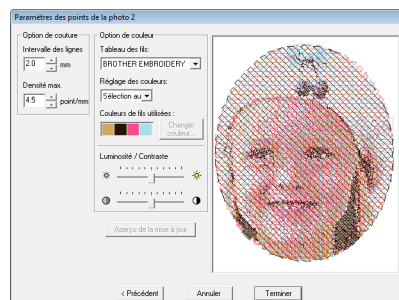 Paramètres des points de la photo 2
Option de couture
Intervalle des lignes
2.0 mm
Densité max.
4.5 point/mm
Option de couleur
Tableau des fils:
BROTHER EMBROIDERY
Réglage des couleurs:
Sélection au
Couleurs de fils utilisées :
Changer
couleur...
Luminosité / Contraste
Aperçu de la mise à jour
< Précédent
Annuler
Terminer